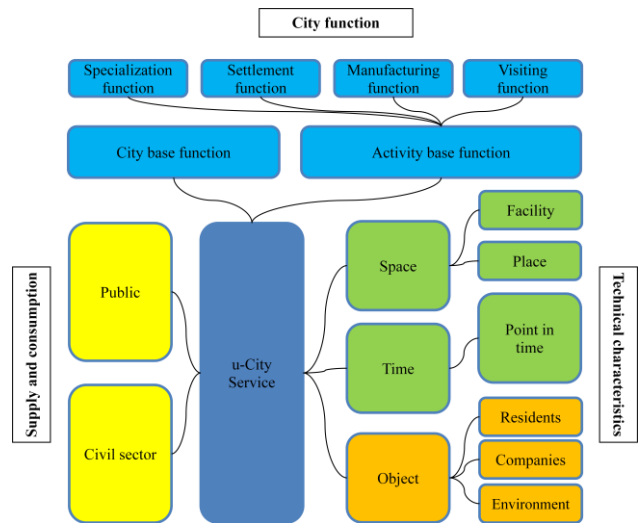 City function
Specialization
function
Settlement
function
Manufacturing
function
Visiting
function
City base function
Activity base function
Supply and consumption
Public
Civil sector
u-City
Service
Space
Time
Object
Facility
Place
Point in
time
Residents
Companies
Environment
Technical characteristics